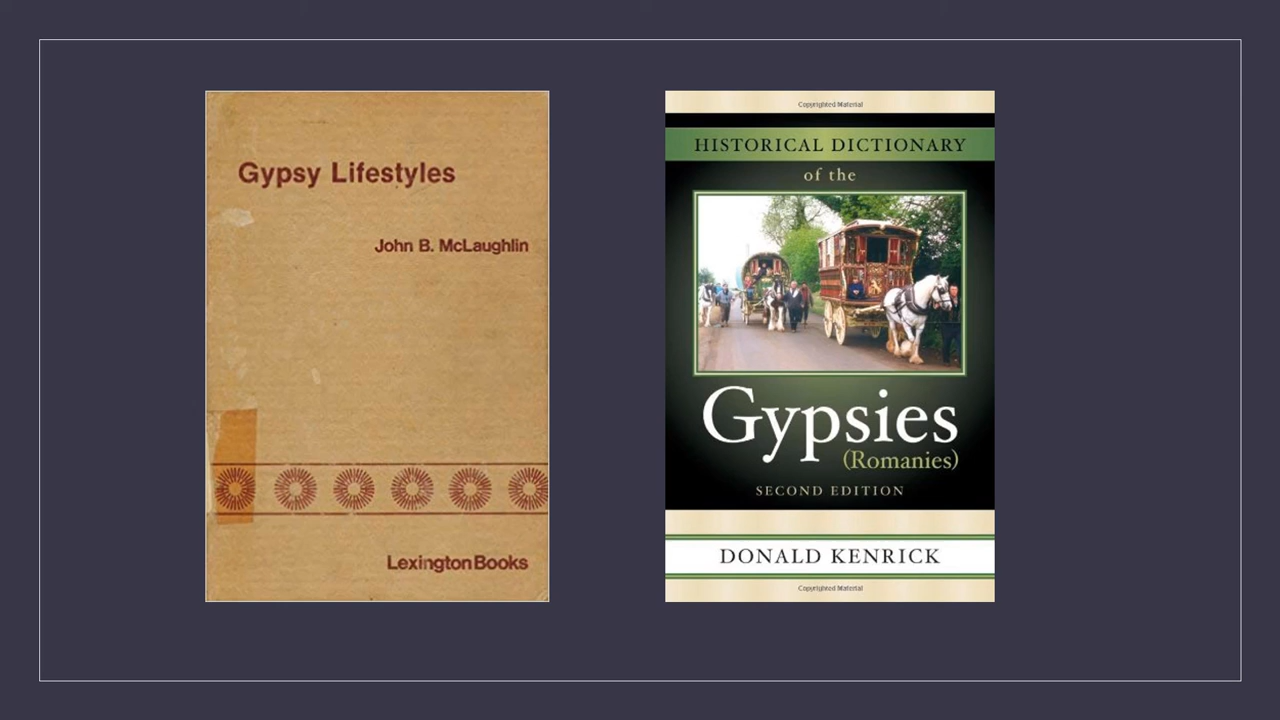 Gypsy Lifestyles
John B. McLaughlin
LexingtonBooks
Copyrighted Material
HISTORICAL DICTIONARY
of the
Gypsies
(Romanies)
SECOND EDITION
DONALD KENRICK
Copyrighted Material